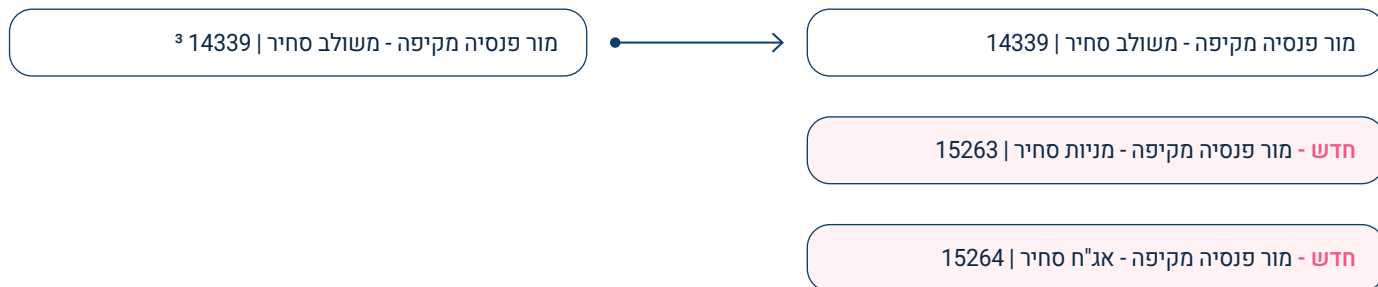 מור פנסיה מקיפה - משולב סחיר | 14339
מור פנסיה מקיפה - משולב סחיר | 14339 ³
חדש - מור פנסיה מקיפה - מניות סחיר | 15263
חדש - מור פנסיה מקיפה - אג"ח סחיר | 15264